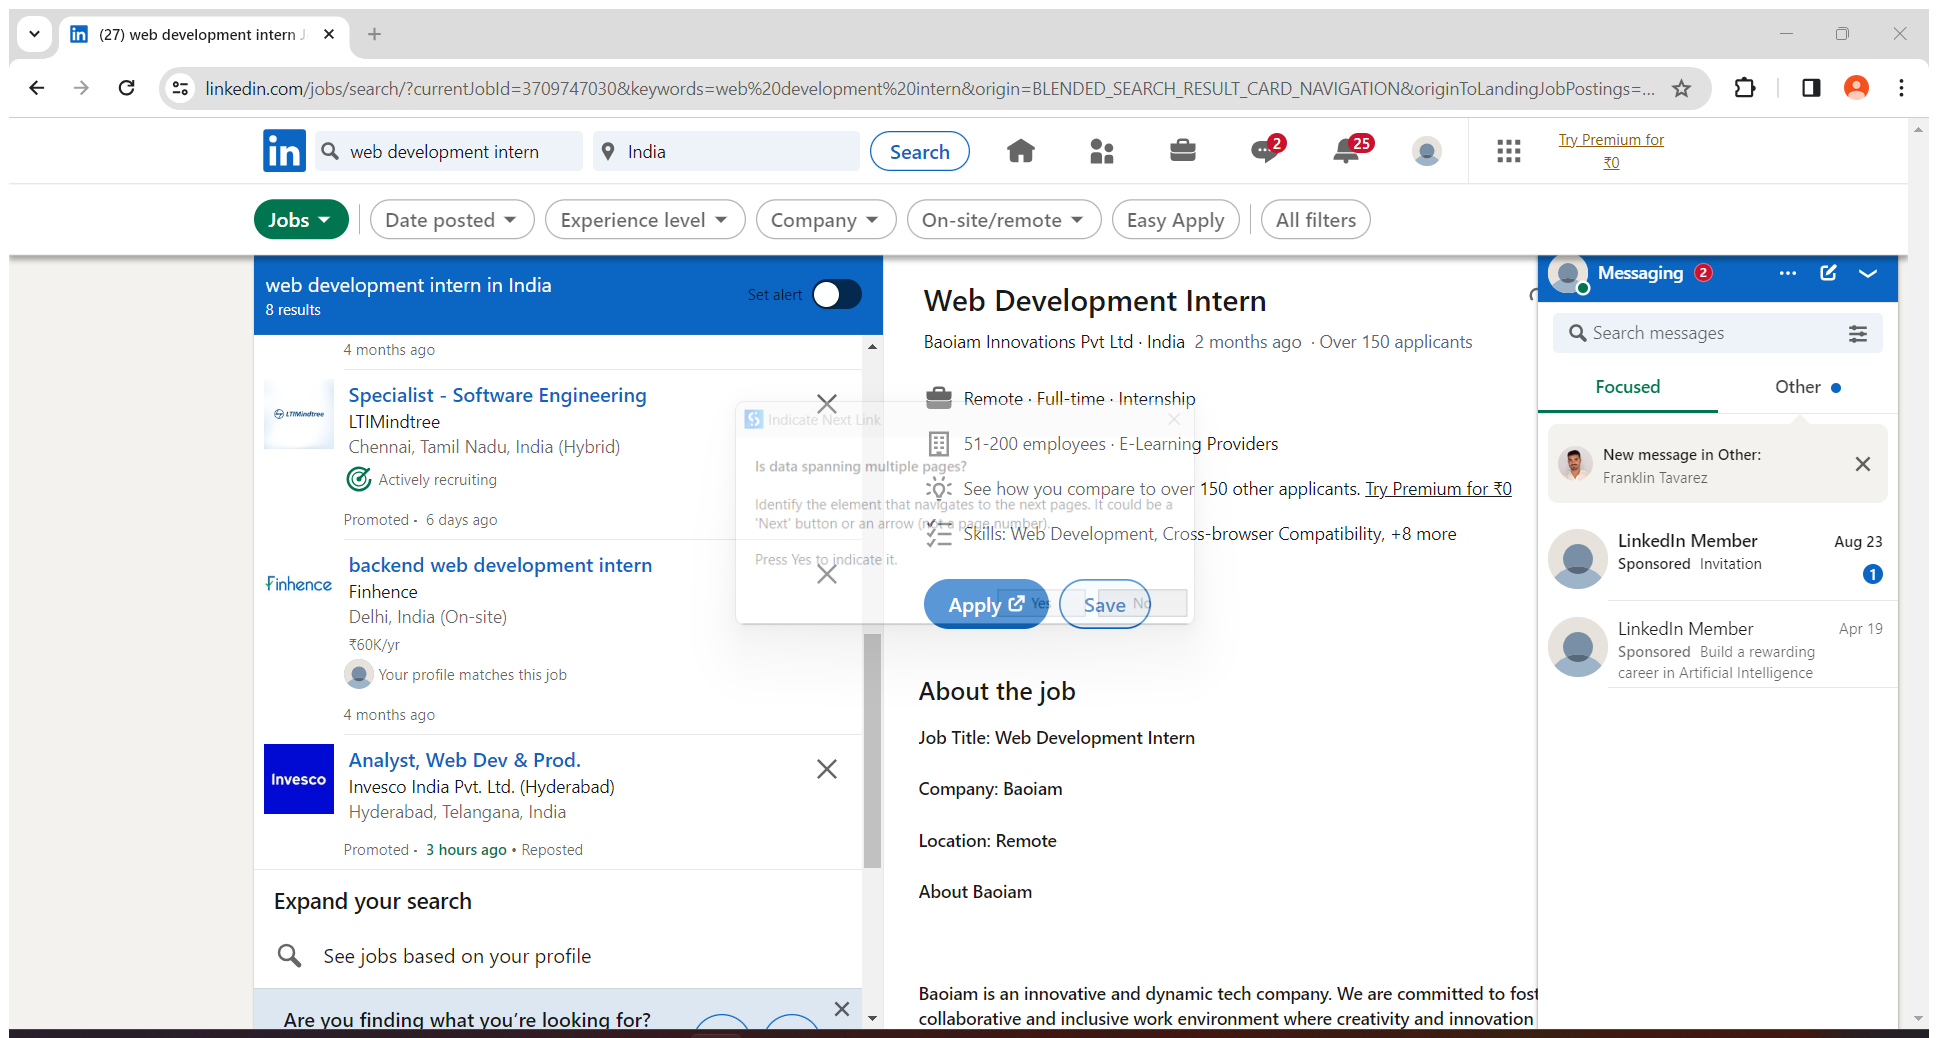 (27) web development intern J
linkedin.com/jobs/search/?currentJobId=3709747030&keywords=web%20development%20intern&origin=BLENDED_SEARCH_RESULT_CARD_NAVIGATION&originToLandingJobPostings=...
in
web development intern
India
Search
2
25
Try Premium for
₹0
Jobs
Date posted
Experience level
Company
On-site/remote
Easy Apply
All filters
web development intern in India
8 results
Set alert
4 months ago
LTIMindtree
Specialist - Software Engineering
LTIMindtree
Chennai, Tamil Nadu, India (Hybrid)
Actively recruiting
Promoted · 6 days ago
Finhence
backend web development intern
Finhence
Delhi, India (On-site)
₹60K/yr
Your profile matches this job
4 months ago
Invesco
Analyst, Web Dev & Prod.
Invesco India Pvt. Ltd. (Hyderabad)
Hyderabad, Telangana, India
Promoted · 3 hours ago • Reposted
Expand your search
See jobs based on your profile
Are you finding what you’re looking for?
Web Development Intern
Baoiam Innovations Pvt Ltd · India 2 months ago · Over 150 applicants
Remote · Full-time · Internship
51-200 employees · E-Learning Providers
See how you compare to over 150 other applicants. Try Premium for ₹0
Skills: Web Development, Cross-browser Compatibility, +8 more
Apply
Save
Indicate Next Link
Is data spanning multiple pages?
Identify the element that navigates to the next pages. It could be a
'Next' button or an arrow (not a page number).
Press Yes to indicate it.
Yes
No
About the job
Job Title: Web Development Intern
Company: Baoiam
Location: Remote
About Baoiam
Baoiam is an innovative and dynamic tech company. We are committed to fost
collaborative and inclusive work environment where creativity and innovation
Messaging 2
Search messages
Focused
Other
New message in Other:
Franklin Tavarez
LinkedIn Member Aug 23
Sponsored Invitation
1
LinkedIn Member Apr 19
Sponsored Build a rewarding
career in Artificial Intelligence